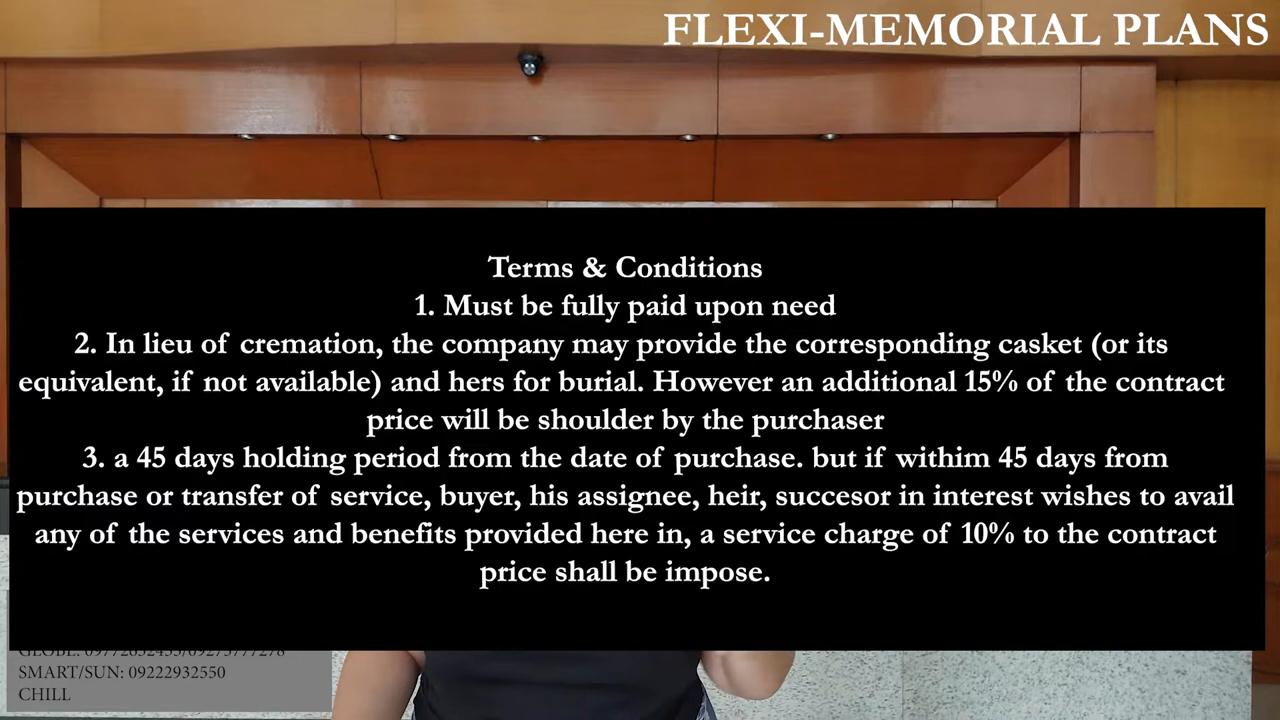 FLEXI-MEMORIAL PLANS
Terms & Conditions
1. Must be fully paid upon need
2. In lieu of cremation, the company may provide the corresponding casket (or its
equivalent, if not available) and hers for burial. However an additional 15% of the contract
price will be shoulder by the purchaser
3. a 45 days holding period from the date of purchase. but if withim 45 days from
purchase or transfer of service, buyer, his assignee, heir, succesor in interest wishes to avail
any of the services and benefits provided here in, a service charge of 10% to the contract
price shall be impose.
SMART/SUN: 09222932550
CHILL